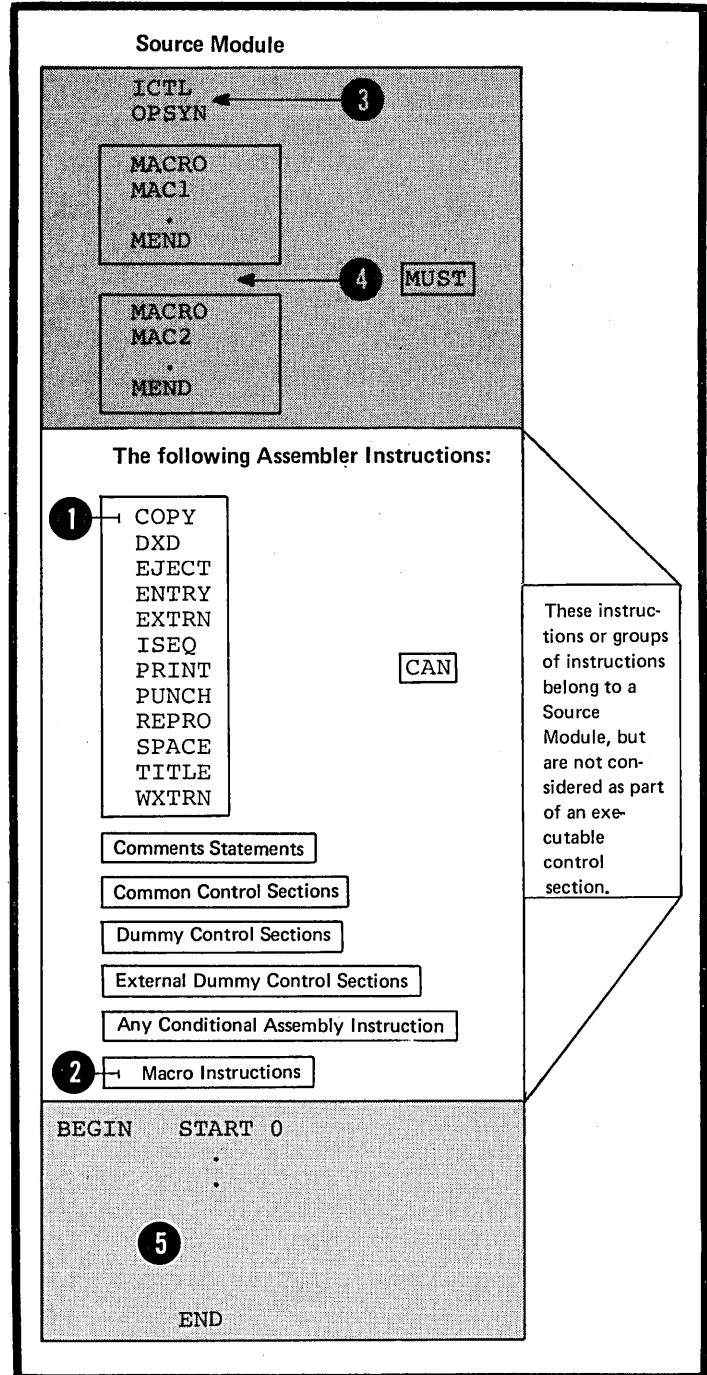 Source Module
ICTL
OPSYN
3
MACRO
MAC1
.
MEND
4 MUST
MACRO
MAC2
.
MEND
The following Assembler Instructions:
1 COPY
DXD
EJECT
ENTRY
EXTRN
ISEQ
PRINT
PUNCH
REPRO
SPACE
TITLE
WXTRN
CAN
These instruc-
tions or groups
of instructions
belong to a
Source
Module, but
are not con-
sidered as part
of an exe-
cutable
control
section.
Comments Statements
Common Control Sections
Dummy Control Sections
External Dummy Control Sections
Any Conditional Assembly Instruction
2 Macro Instructions
BEGIN START 0
.
.
5
END